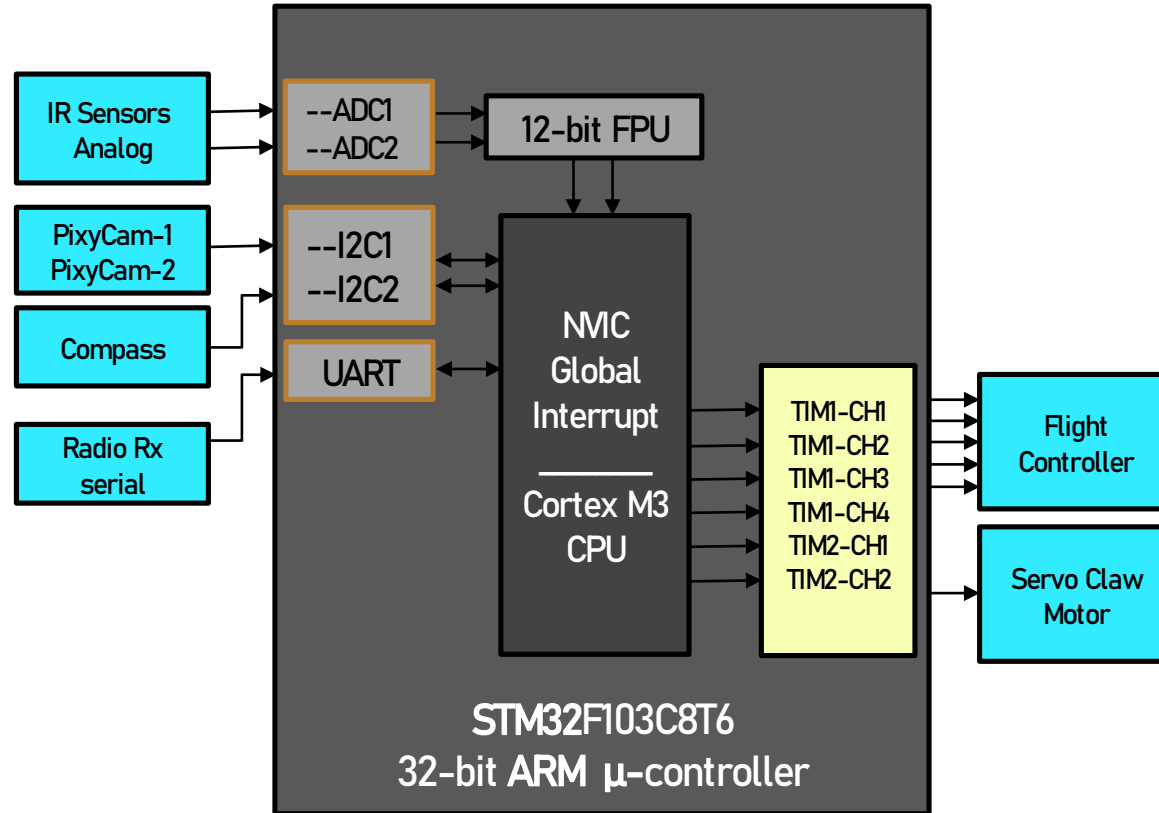 IR Sensors
Analog
PixyCam-1
PixyCam-2
Compass
Radio Rx
serial
--ADC1
--ADC2
--I2C1
--I2C2
UART
12-bit FPU
NVIC
Global
Interrupt
Cortex M3
CPU
TIM1-CH1
TIM1-CH2
TIM1-CH3
TIM1-CH4
TIM2-CH1
TIM2-CH2
Flight
Controller
Servo Claw
Motor
STM32F103C8T6
32-bit ARM µ-controller